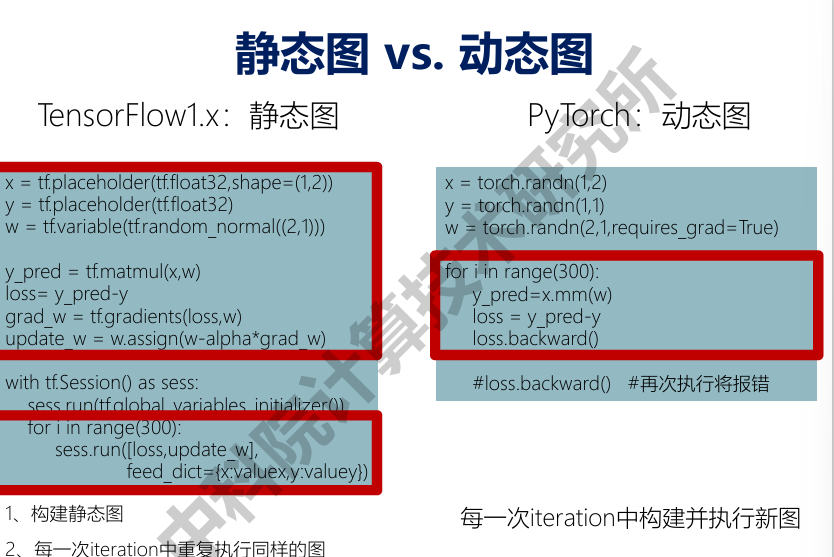 静态图 vs. 动态图
TensorFlow1.x：静态图
x = tf.placeholder(tf.float32,shape=(1,2))
y = tf.placeholder(tf.float32)
w = tf.variable(tf.random_normal((2,1)))
y_pred = tf.matmul(x,w)
loss= y_pred-y
grad_w = tf.gradients(loss,w)
update_w = w.assign(w-alpha*grad_w)
with tf.Session() as sess:
sess.run(tf.global_variables_initializer())
for i in range(300):
sess.run([loss,update_w],
feed_dict={x:valuex,y:valuey})
1、构建静态图
2、每一次iteration中重复执行同样的图
PyTorch：动态图
x = torch.randn(1,2)
y = torch.randn(1,1)
w = torch.randn(2,1,requires_grad=True)
for i in range(300):
y_pred=x.mm(w)
loss = y_pred-y
loss.backward()
#loss.backward() #再次执行将报错
每一次iteration中构建并执行新图
中科院计算技术研究所